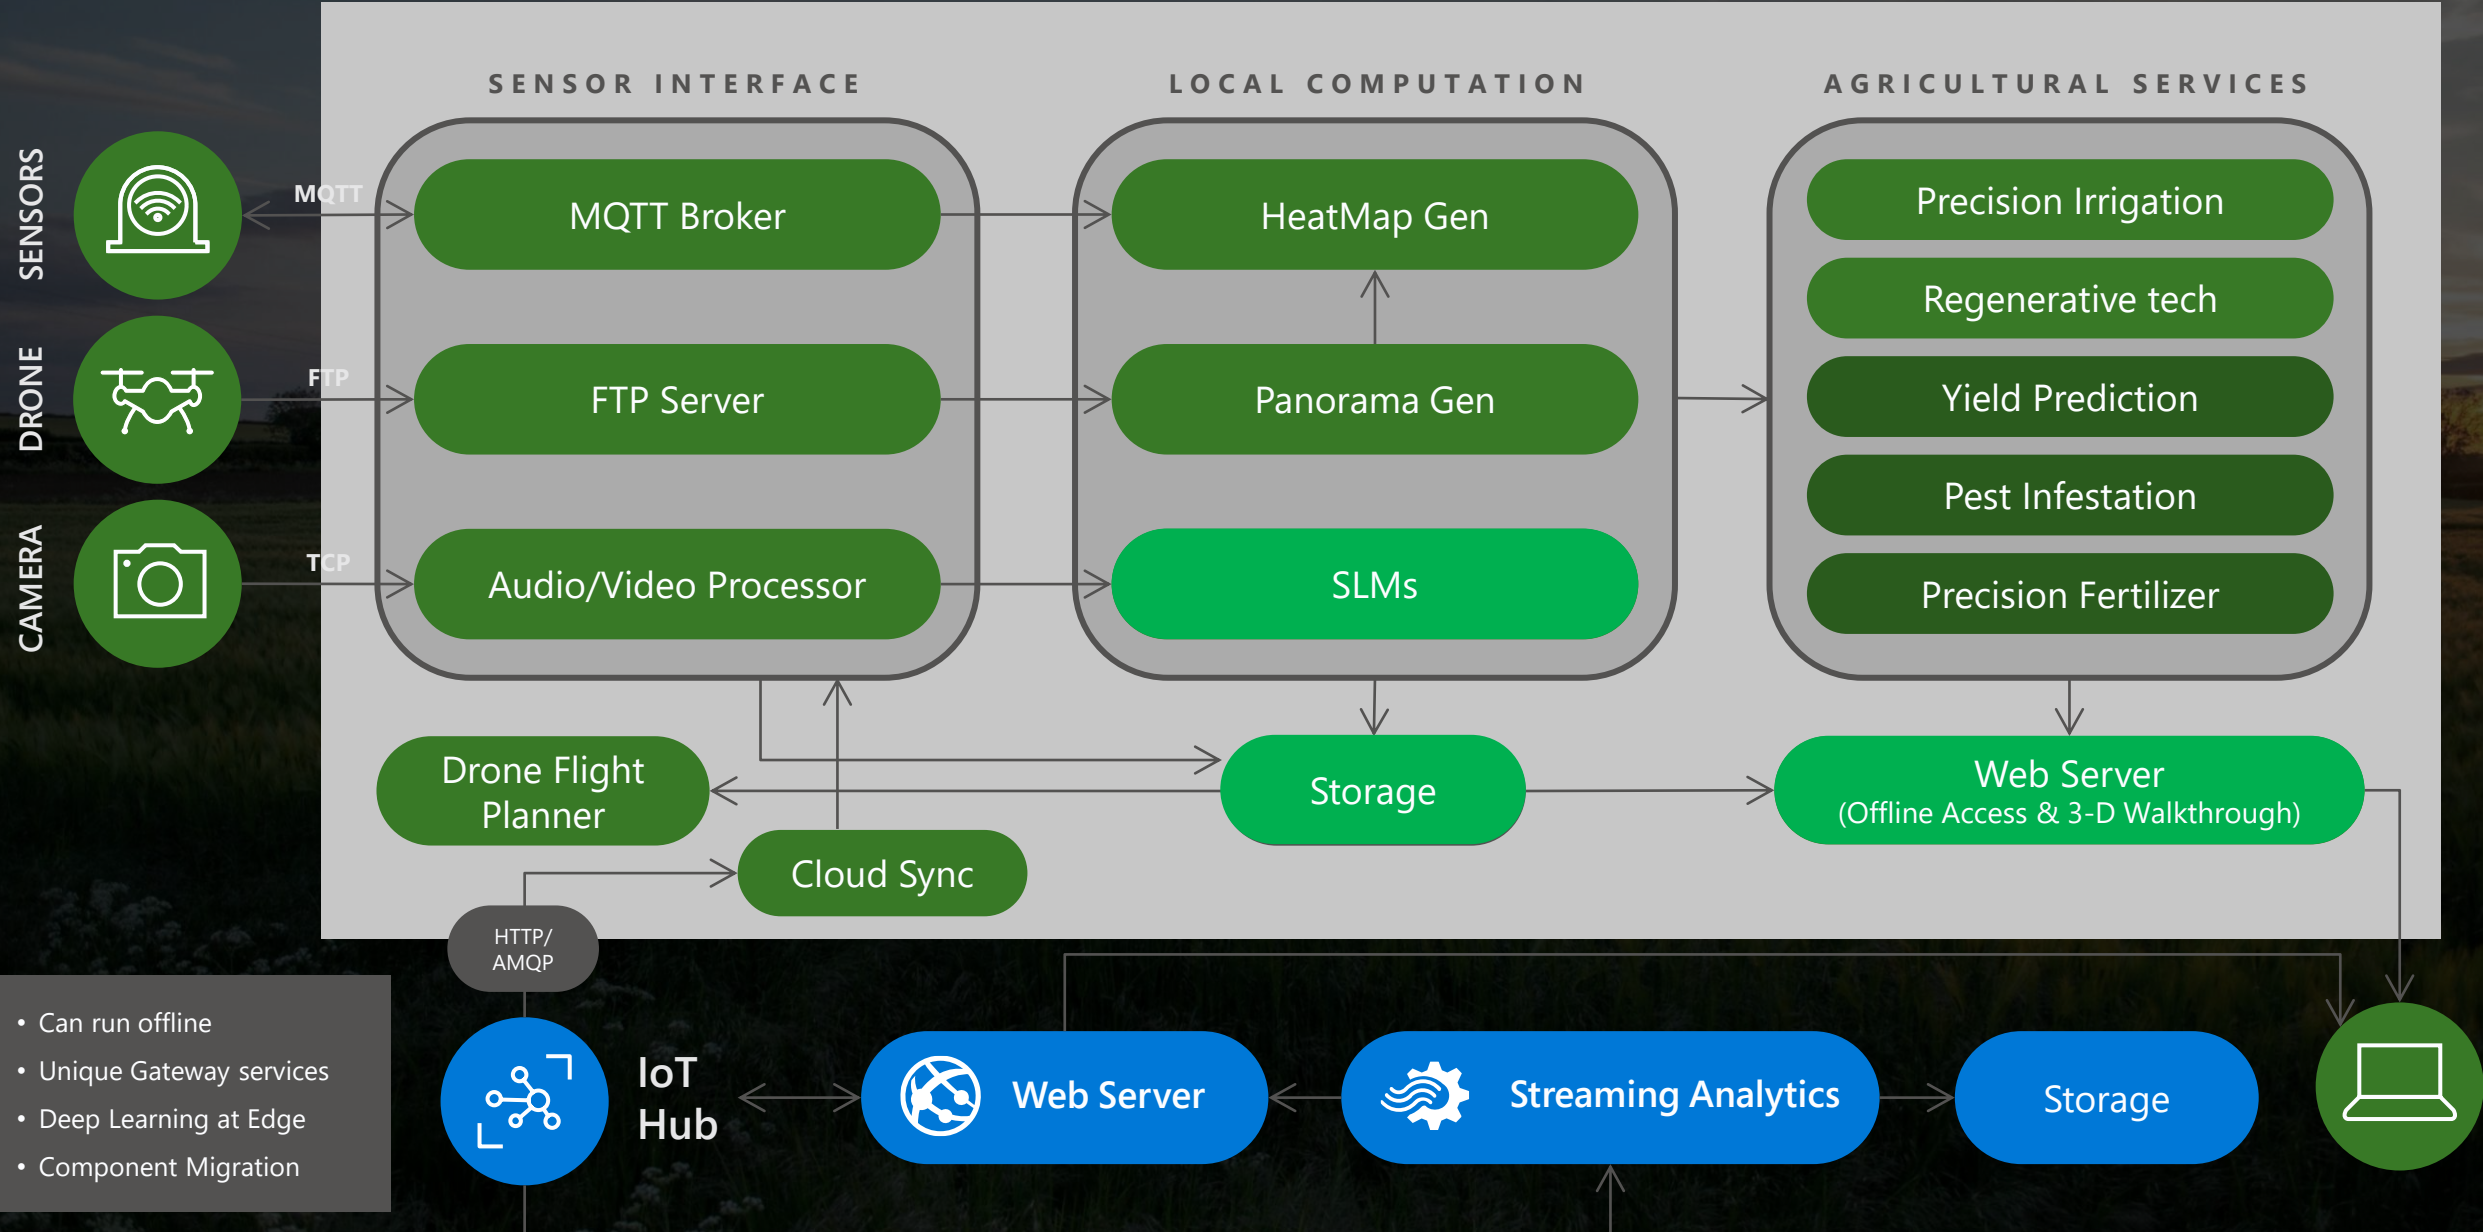 SENSOR INTERFACE
LOCAL COMPUTATION
AGRICULTURAL SERVICES
SENSORS
MQTT
MQTT Broker
HeatMap Gen
Precision Irrigation
Regenerative tech
DRONE
FTP
FTP Server
Panorama Gen
Yield Prediction
Pest Infestation
CAMERA
TCP
Audio/Video Processor
SLMs
Precision Fertilizer
Drone Flight
Planner
Storage
Web Server
(Offline Access & 3-D Walkthrough)
Cloud Sync
HTTP/
AMQP
• Can run offline
• Unique Gateway services
• Deep Learning at Edge
• Component Migration
IoT
Hub
Web Server
Streaming Analytics
Storage